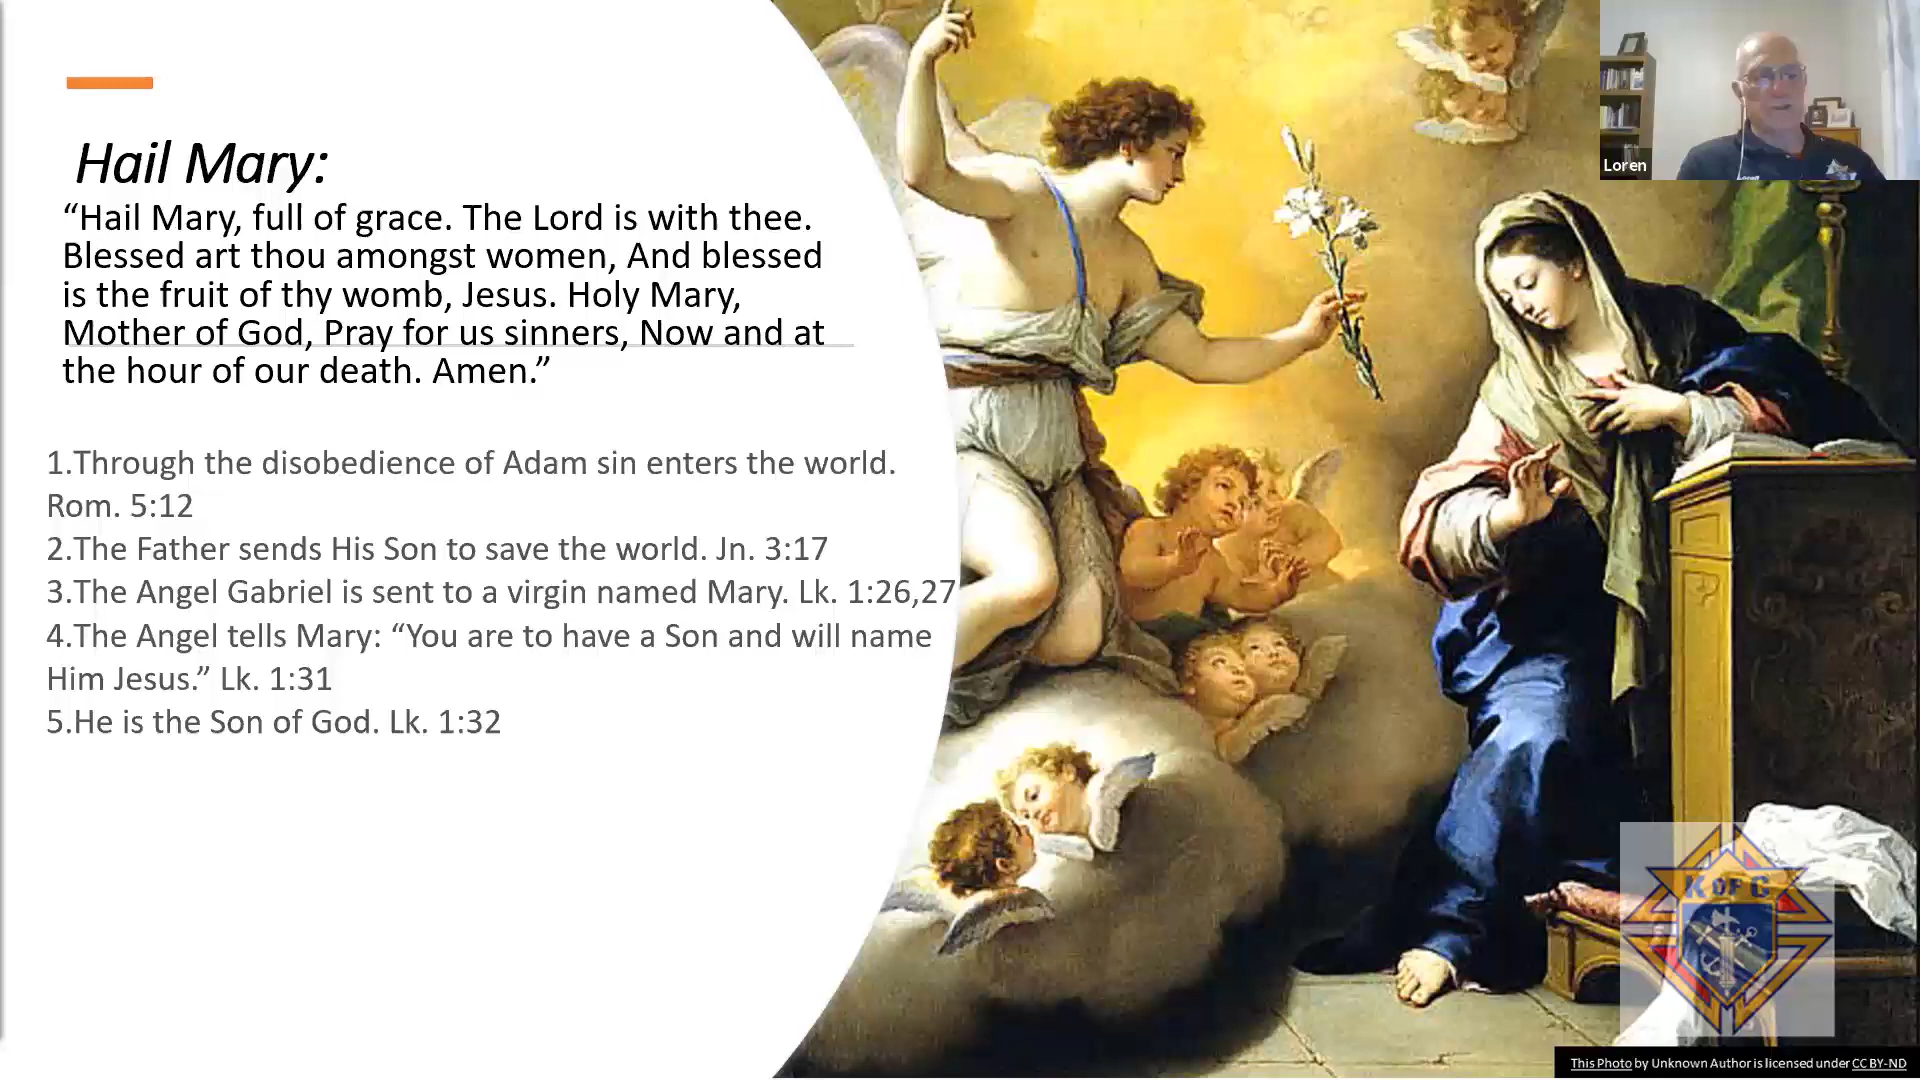 Hail Mary:
“Hail Mary, full of grace. The Lord is with thee.
Blessed art thou amongst women, And blessed
is the fruit of thy womb, Jesus. Holy Mary,
Mother of God, Pray for us sinners, Now and at
the hour of our death. Amen.”
1.Through the disobedience of Adam sin enters the world.
Rom. 5:12
2.The Father sends His Son to save the world. Jn. 3:17
3.The Angel Gabriel is sent to a virgin named Mary. Lk. 1:26,27
4.The Angel tells Mary: “You are to have a Son and will name
Him Jesus.” Lk. 1:31
5.He is the Son of God. Lk. 1:32
Loren
K OF C
This Photo by Unknown Author is licensed under CC BY-ND